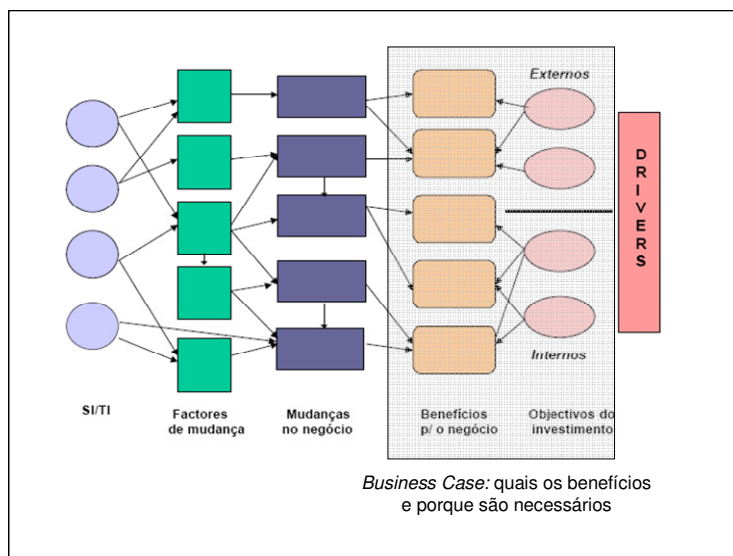 Externos
DRIVERS
Internos
SI/TI
Factores
de mudança
Mudanças
no negócio
Benefícios
p/ o negócio
Objectivos do
investimento
Business Case: quais os benefícios
e porque são necessários